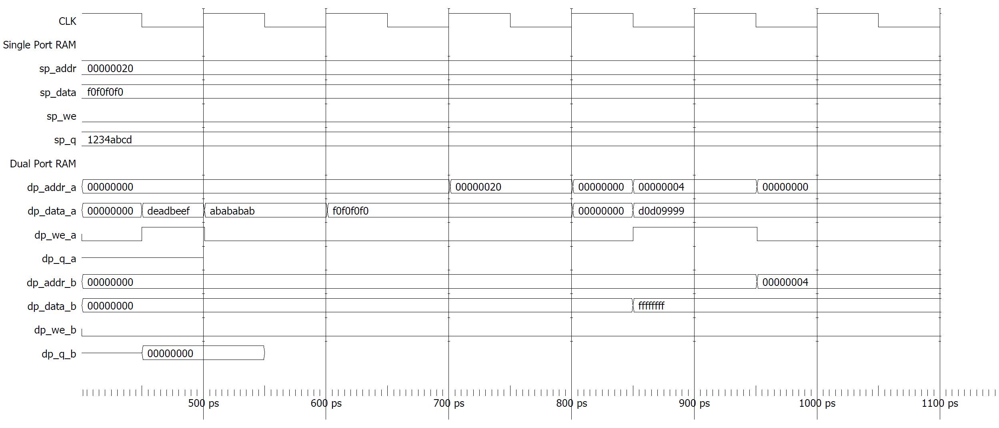 CLK
Single Port RAM
sp_addr 00000020
sp_data f0f0f0f0
sp_we
sp_q 1234abcd
Dual Port RAM
dp_addr_a 00000000 00000020 00000000 00000004 00000000
dp_data_a 00000000 deadbeef abababab f0f0f0f0 00000000 d0d09999
dp_we_a
dp_q_a
dp_addr_b 00000000 00000004
dp_data_b 00000000 ffffffff
dp_we_b
dp_q_b 00000000
500 ps 600 ps 700 ps 800 ps 900 ps 1000 ps 1100 ps